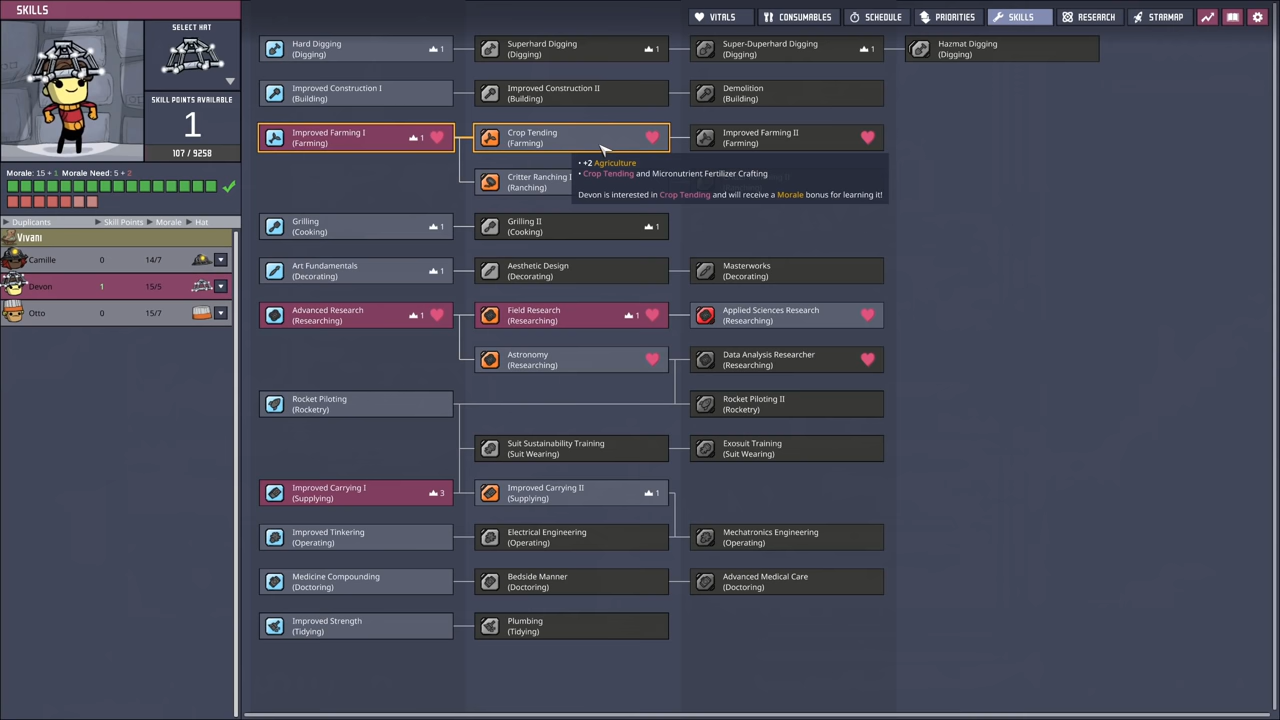 SKILLS
VITALS
CONSUMABLES
SCHEDULE
PRIORITIES
SKILLS
RESEARCH
STARMAP
SELECT HAT
SKILL POINTS
AVAILABLE
1
107 / 9258
Morale: 15 + 1 Morale Need: 5 + 2
Duplicants Skill Points Morale Hat
Vivani
Camille 0 14/7
Devon 1 15/5
Otto 0 15/7
Hard Digging
(Digging)
1
Superhard Digging
(Digging)
1
Super-Duperhard Digging
(Digging)
1
Hazmat Digging
(Digging)
Improved Construction I
(Building)
Improved Construction II
(Building)
Demolition
(Building)
Improved Farming I
(Farming)
1
Crop Tending
(Farming)
Improved Farming II
(Farming)
• +2 Agriculture
• Crop Tending and Micronutrient Fertilizer Crafting
Devon is interested in Crop Tending and will receive a Morale bonus for learning it!
Critter Ranching
(Ranching)
Grilling
(Cooking)
1
Grilling II
(Cooking)
1
Art Fundamentals
(Decorating)
1
Aesthetic Design
(Decorating)
Masterworks
(Decorating)
Advanced Research
(Researching)
1
Field Research
(Researching)
1
Applied Sciences Research
(Researching)
Astronomy
(Researching)
Data Analysis Researcher
(Researching)
Rocket Piloting
(Rocketry)
Rocket Piloting II
(Rocketry)
Suit Sustainability Training
(Suit Wearing)
Exosuit Training
(Suit Wearing)
Improved Carrying I
(Supplying)
3
Improved Carrying II
(Supplying)
1
Improved Tinkering
(Operating)
Electrical Engineering
(Operating)
Mechatronics Engineering
(Operating)
Medicine Compounding
(Doctoring)
Bedside Manner
(Doctoring)
Advanced Medical Care
(Doctoring)
Improved Strength
(Tidying)
Plumbing
(Tidying)